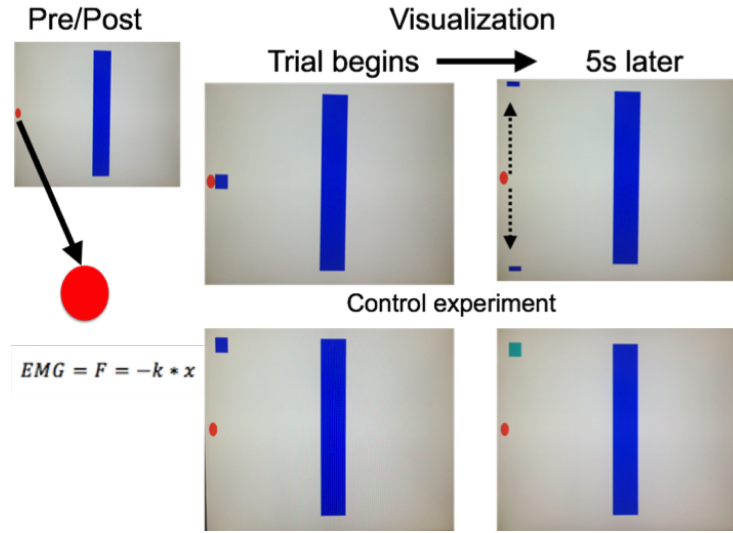 Pre/Post
Visualization
Trial begins
5s later
Control experiment
EMG = F = −k ∗ x